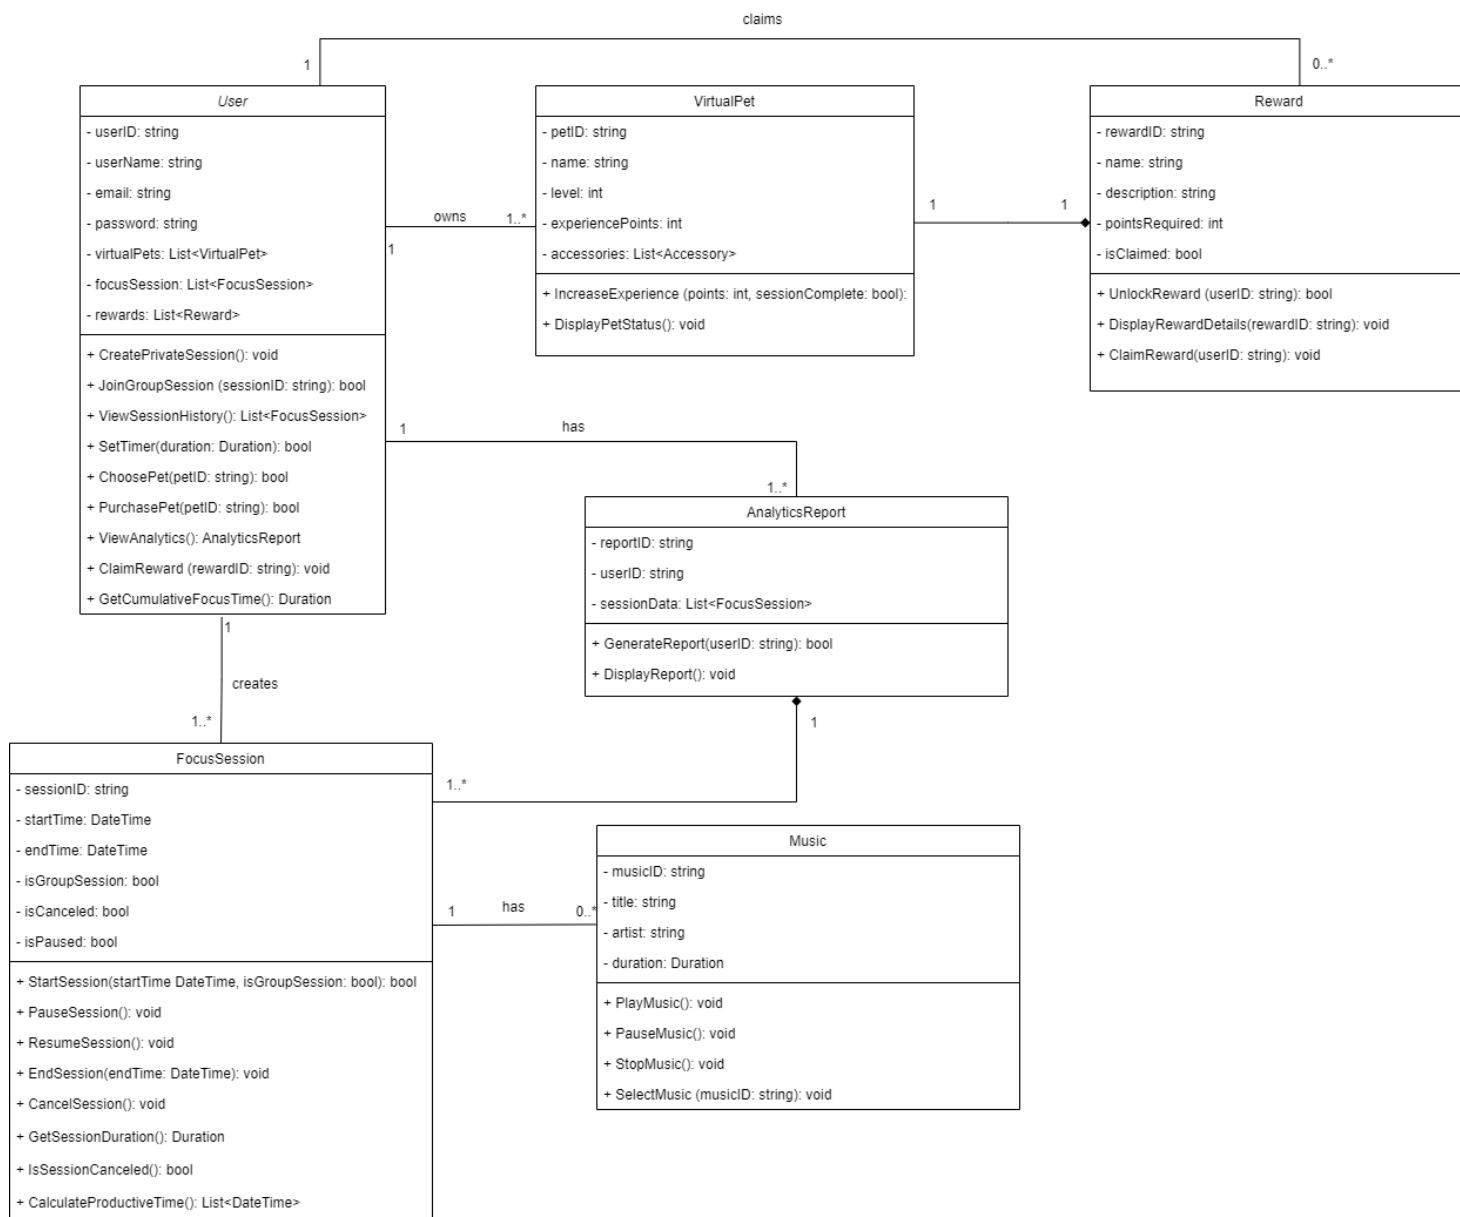 claims
1
0..*
User
- userID: string
- userName: string
- email: string
- password: string
- virtualPets: List<VirtualPet>
- focusSession: List<FocusSession>
- rewards: List<Reward>
+ CreatePrivateSession(): void
+ JoinGroupSession (sessionID: string): bool
+ ViewSessionHistory(): List<FocusSession>
+ SetTimer(duration: Duration): bool
+ ChoosePet(petID: string): bool
+ PurchasePet(petID: string): bool
+ ViewAnalytics(): AnalyticsReport
+ ClaimReward (rewardID: string): void
+ GetCumulativeFocusTime(): Duration
owns
1..*
1
VirtualPet
- petID: string
- name: string
- level: int
- experiencePoints: int
- accessories: List<Accessory>
+ IncreaseExperience (points: int, sessionComplete: bool):
+ DisplayPetStatus(): void
1
1
Reward
- rewardID: string
- name: string
- description: string
- pointsRequired: int
- isClaimed: bool
+ UnlockReward (userID: string): bool
+ DisplayRewardDetails(rewardID: string): void
+ ClaimReward(userID: string): void
1
has
1..*
AnalyticsReport
- reportID: string
- userID: string
- sessionData: List<FocusSession>
+ GenerateReport(userID: string): bool
+ DisplayReport(): void
1
creates
1..*
1
1..*
FocusSession
- sessionID: string
- startTime: DateTime
- endTime: DateTime
- isGroupSession: bool
- isCanceled: bool
- isPaused: bool
+ StartSession(startTime DateTime, isGroupSession: bool): bool
+ PauseSession(): void
+ ResumeSession(): void
+ EndSession(endTime: DateTime): void
+ CancelSession(): void
+ GetSessionDuration(): Duration
+ IsSessionCanceled(): bool
+ CalculateProductiveTime(): List<DateTime>
1
has
0..*
Music
- musicID: string
- title: string
- artist: string
- duration: Duration
+ PlayMusic(): void
+ PauseMusic(): void
+ StopMusic(): void
+ SelectMusic (musicID: string): void